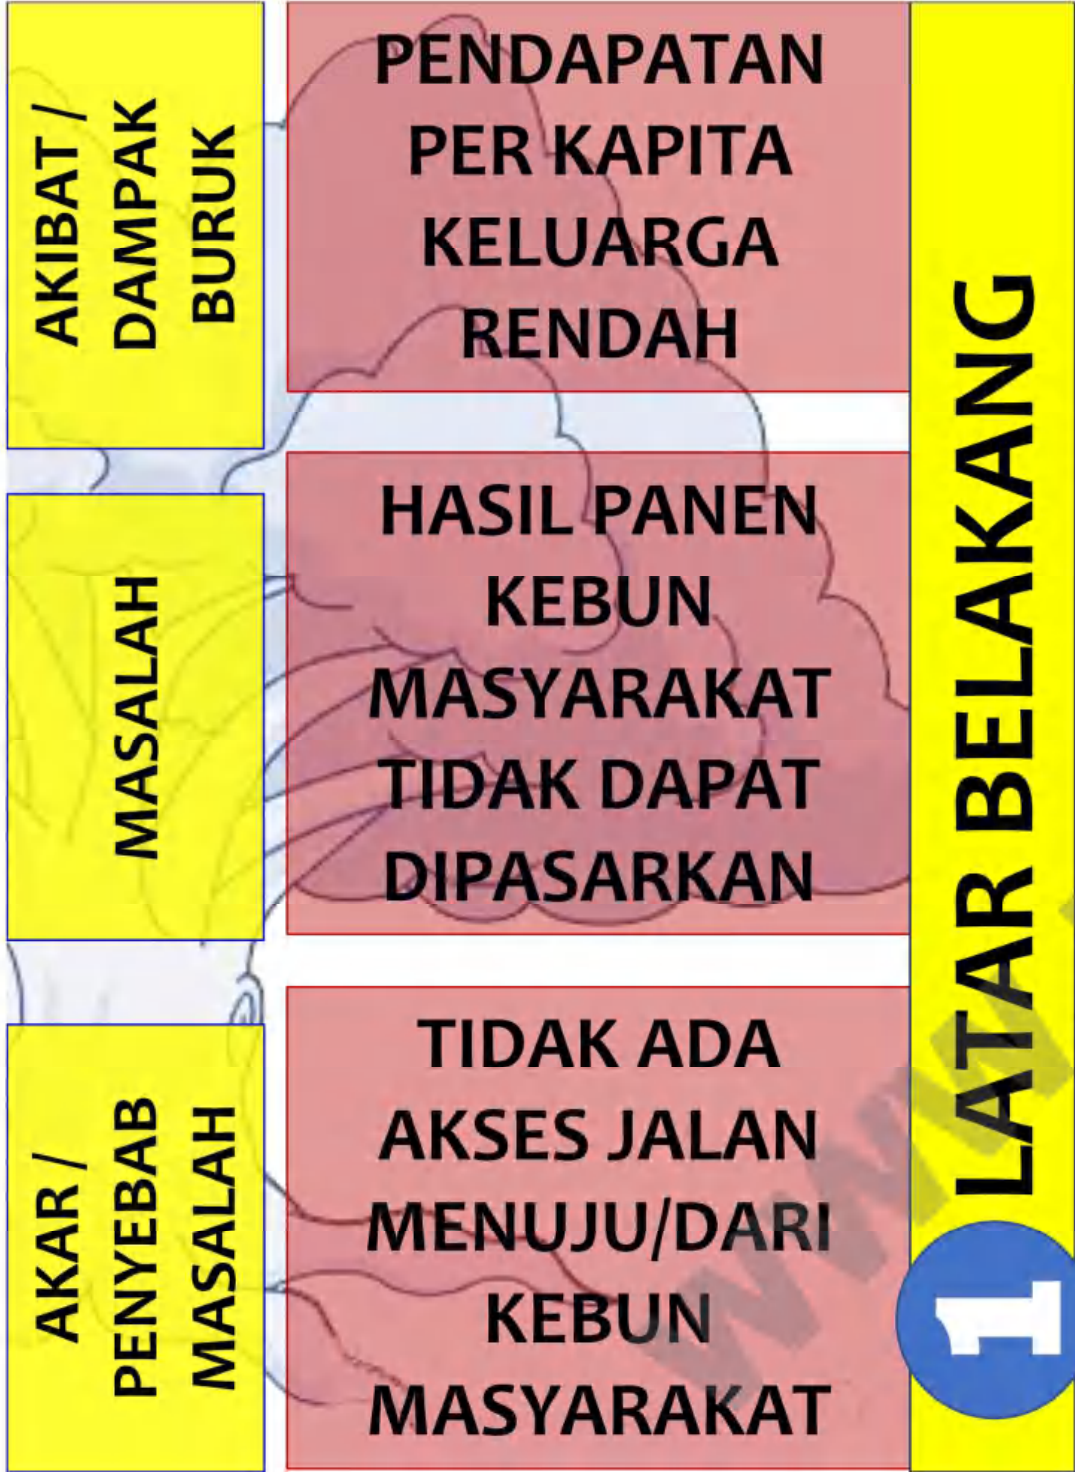 AKIBAT /
DAMPAK
BURUK
PENDAPATAN
PER KAPITA
KELUARGA
RENDAH
MASALAH
HASIL PANEN
KEBUN
MASYARAKAT
TIDAK DAPAT
DIPASARKAN
AKAR /
PENYEBAB
MASALAH
TIDAK ADA
AKSES JALAN
MENUJU/DARI
KEBUN
MASYARAKAT
1 LATAR BELAKANG
www